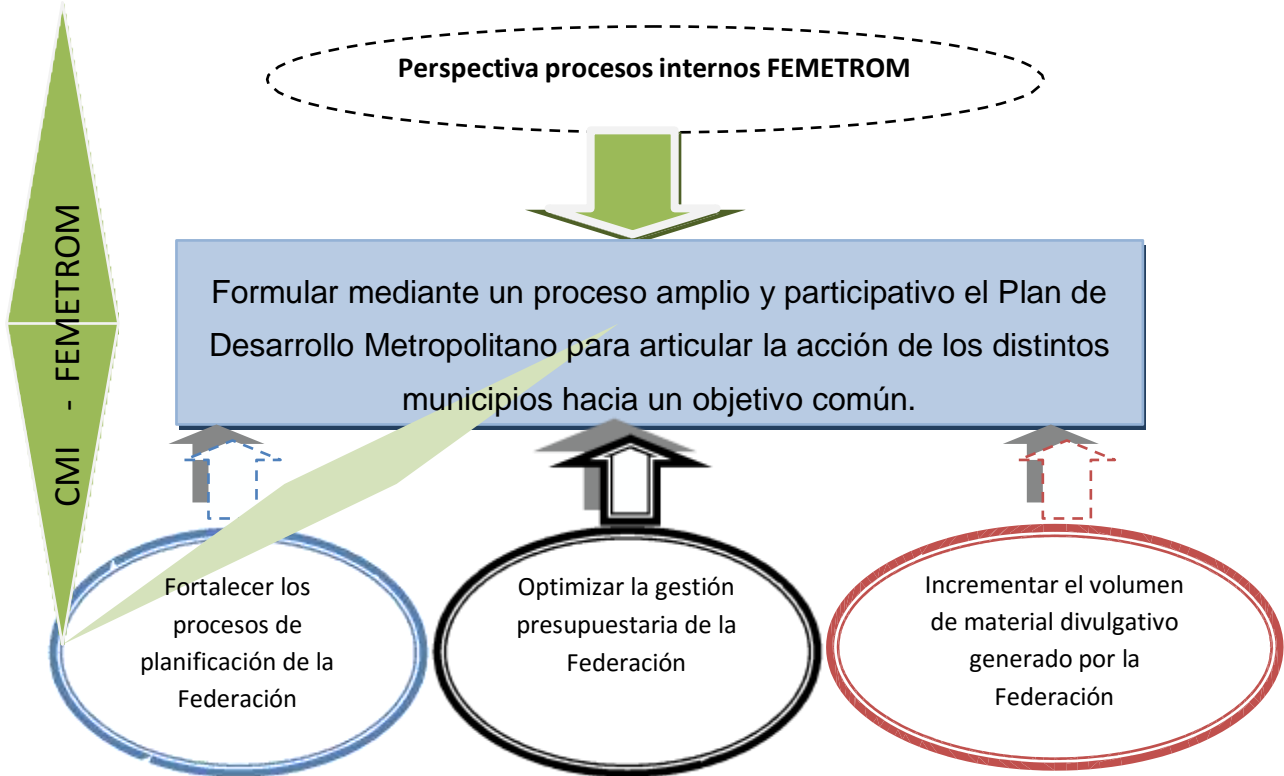 Perspectiva procesos internos FEMETROM
CMI - FEMETROM
Formular mediante un proceso amplio y participativo el Plan de
Desarrollo Metropolitano para articular la acción de los distintos
municipios hacia un objetivo común.
Fortalecer los
procesos de
planificación de la
Federación
Optimizar la gestión
presupuestaria de la
Federación
Incrementar el volumen
de material divulgativo
generado por la
Federación